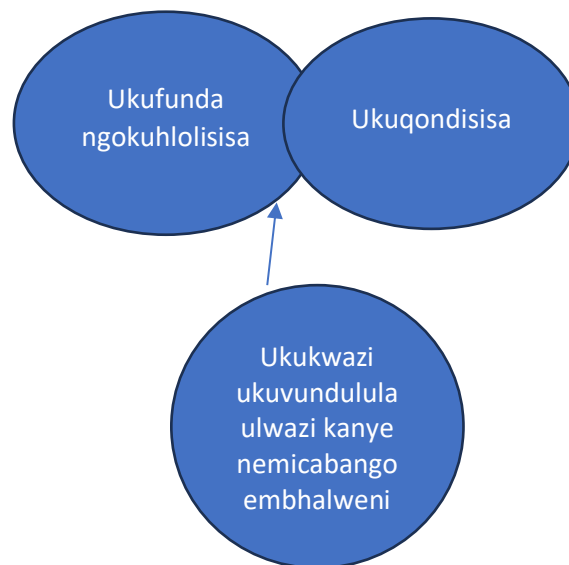 Ukufunda
ngokuhlolisisa
Ukuqondisisa
Ukukwazi
ukuvundulula
ulwazi kanye
nemicabango
embhalweni